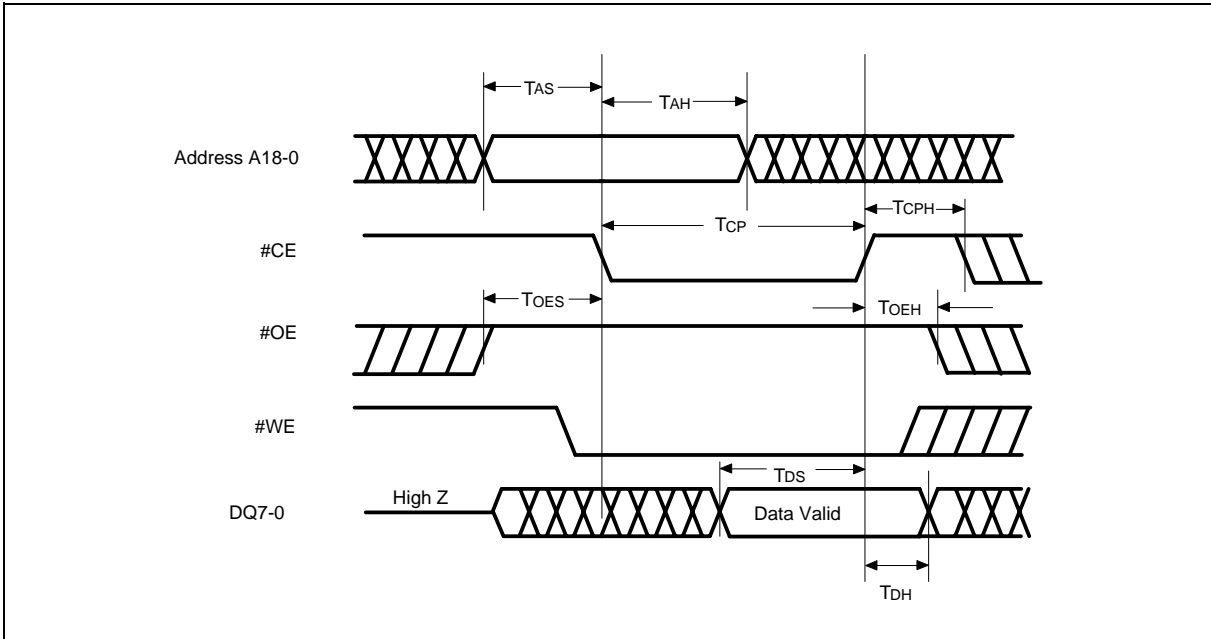 TAS
TAH
Address A18-0
TCPH
TCP
#CE
TOES
TOEH
#OE
#WE
TDS
High Z
Data Valid
DQ7-0
TDH